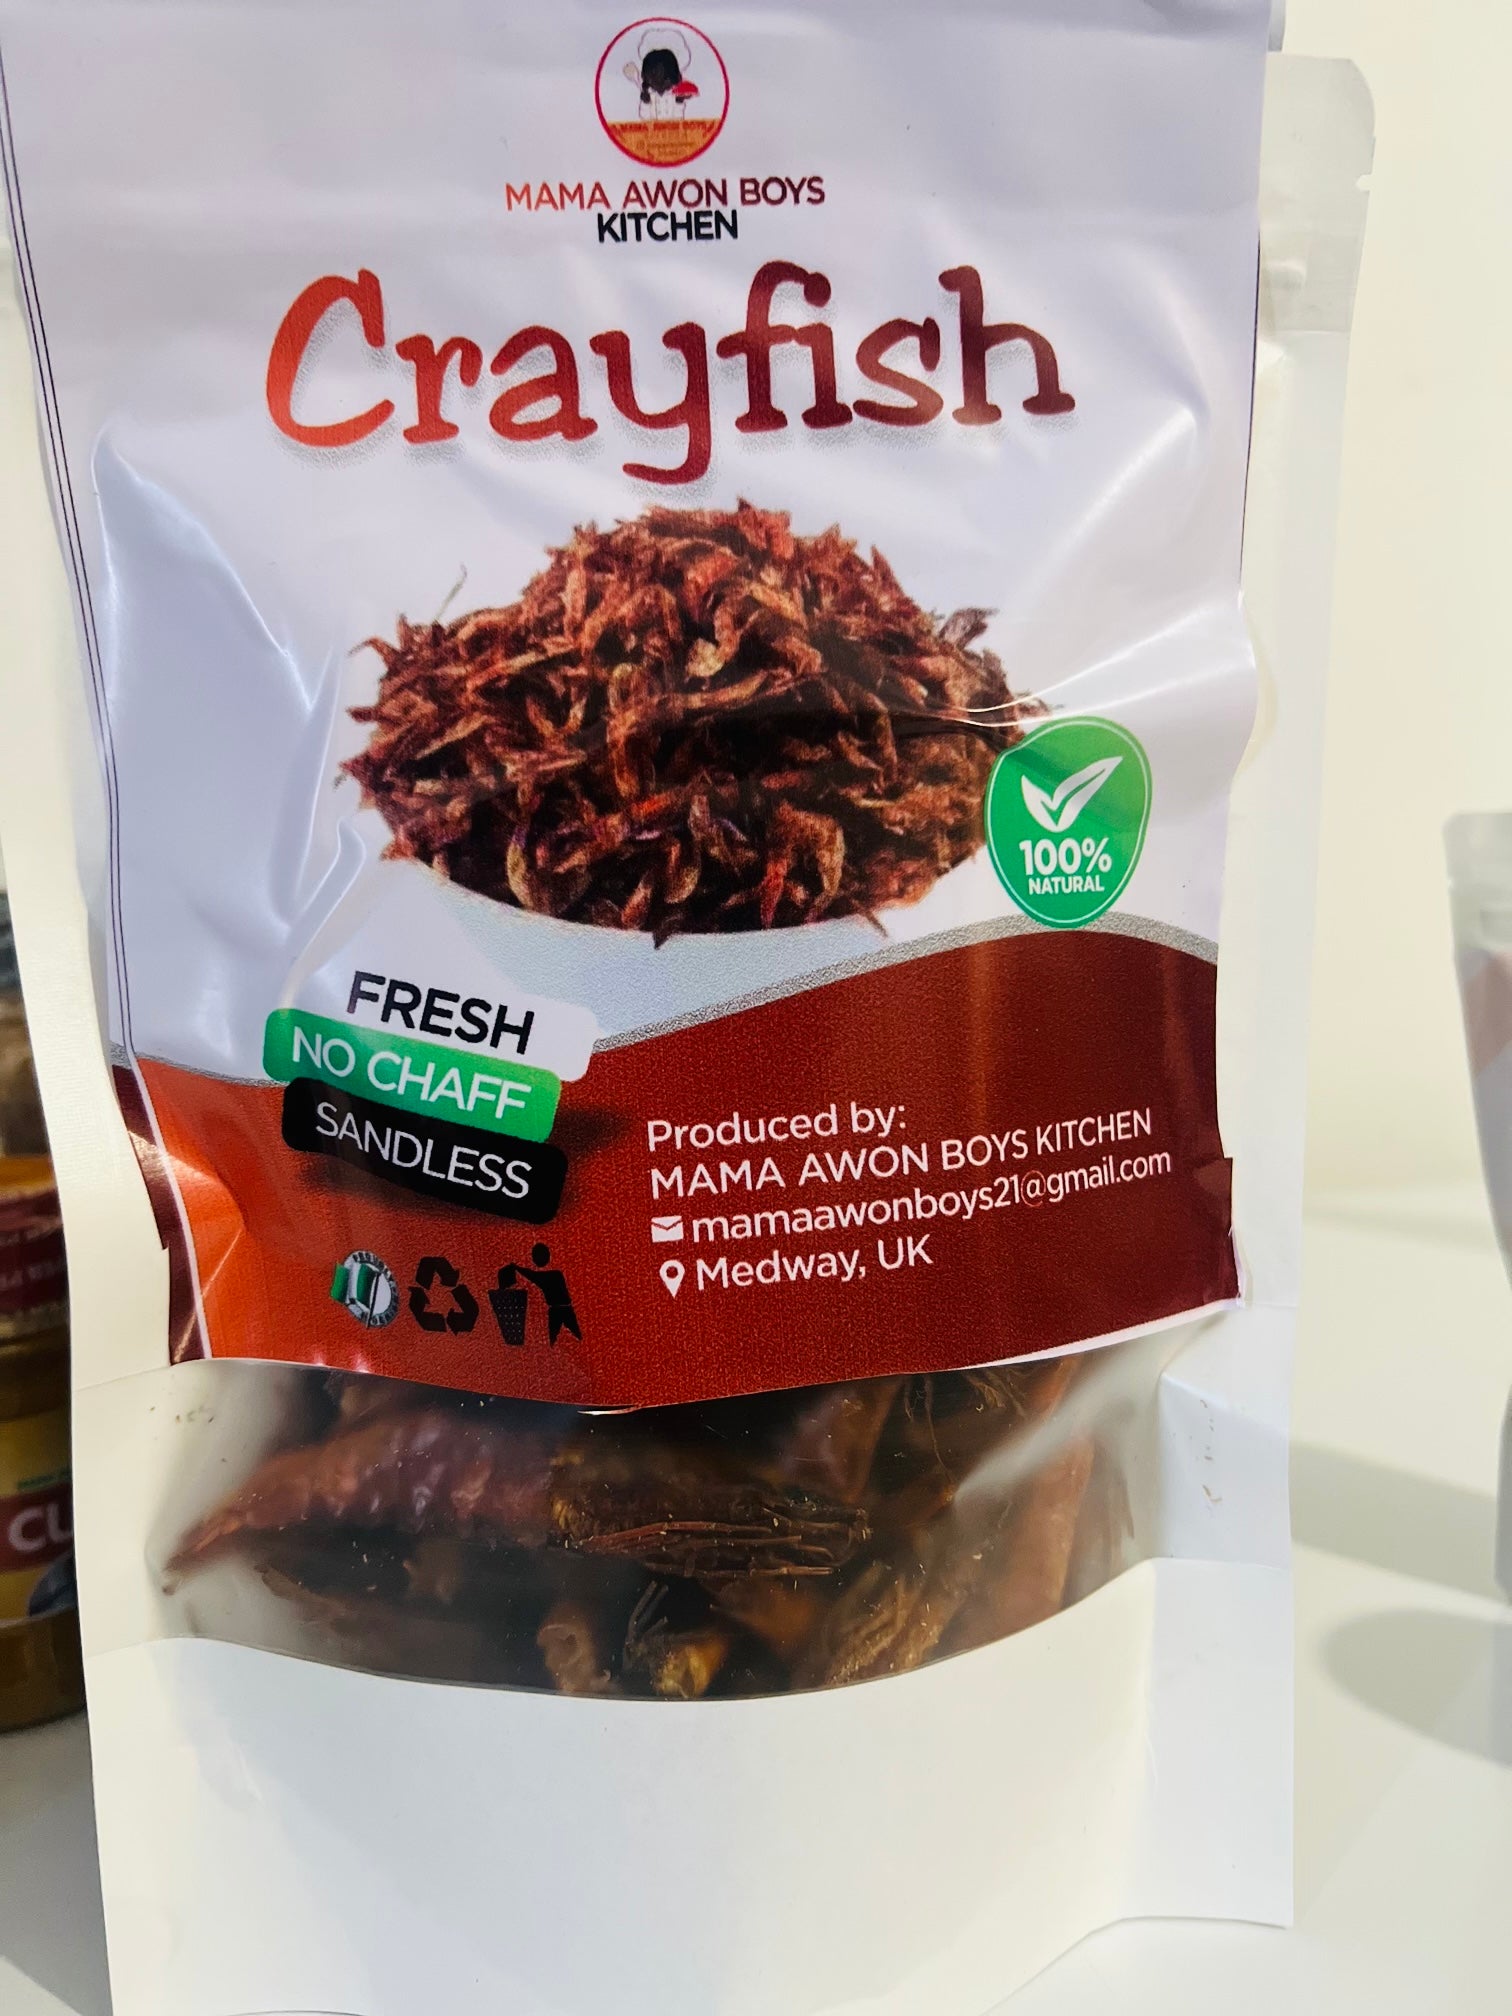 MAMA AWON BOYS
KITCHEN
Crayfish
100%
NATURAL
FRESH
NO CHAFF
SANDLESS
Produced by:
MAMA AWON BOYS KITCHEN
mamaawonboys21@gmail.com
Medway, UK
CU